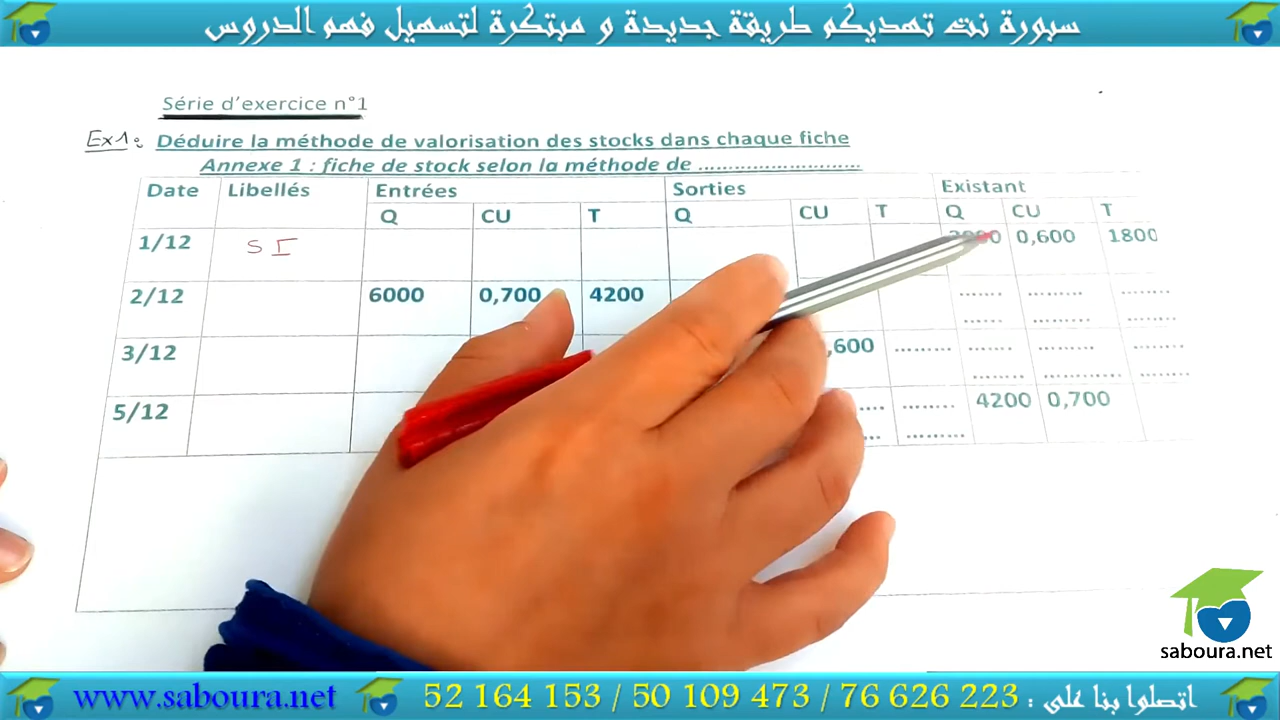 سبورة نت تهديكم طريقة جديدة و مبتكرة لتسهيل فهم الدروس
Série d'exercice n°1
Ex1: Déduire la méthode de valorisation des stocks dans chaque fiche
Annexe 1 : fiche de stock selon la méthode de ..............................
Date Libellés Entrées Sorties Existant
Q CU T Q CU T Q CU T
1/12 SI 0,600 1800
2/12 6000 0,700 4200 ....... ......... .........
....... ......... .........
3/12 ,600 .......... ........ ......... .........
........ ............ .........
5/12 .... ........ 4200 0,700
... ..........
saboura.net
www.saboura.net اتصلوا بنا على : 52 164 153 / 50 109 473 / 76 626 223